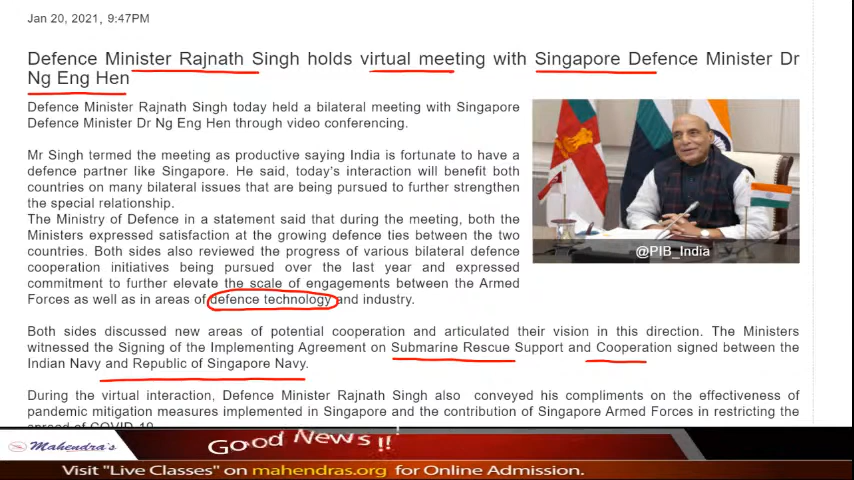 Jan 20, 2021, 9:47PM
Defence Minister Rajnath Singh holds virtual meeting with Singapore Defence Minister Dr
Ng Eng Hen
Defence Minister Rajnath Singh today held a bilateral meeting with Singapore
Defence Minister Dr Ng Eng Hen through video conferencing.
Mr Singh termed the meeting as productive saying India is fortunate to have a
defence partner like Singapore. He said, today's interaction will benefit both
countries on many bilateral issues that are being pursued to further strengthen
the special relationship.
The Ministry of Defence in a statement said that during the meeting, both the
Ministers expressed satisfaction at the growing defence ties between the two
countries. Both sides also reviewed the progress of various bilateral defence
cooperation initiatives being pursued over the last year and expressed
commitment to further elevate the scale of engagements between the Armed
Forces as well as in areas of defence technology and industry.
@PIB_India
Both sides discussed new areas of potential cooperation and articulated their vision in this direction. The Ministers
witnessed the Signing of the Implementing Agreement on Submarine Rescue Support and Cooperation signed between the
Indian Navy and Republic of Singapore Navy.
During the virtual interaction, Defence Minister Rajnath Singh also conveyed his compliments on the effectiveness of
pandemic mitigation measures implemented in Singapore and the contribution of Singapore Armed Forces in restricting the
spread of COVID-19
Mahendra's
Good News !!
Visit "Live Classes" on mahendras.org for Online Admission.